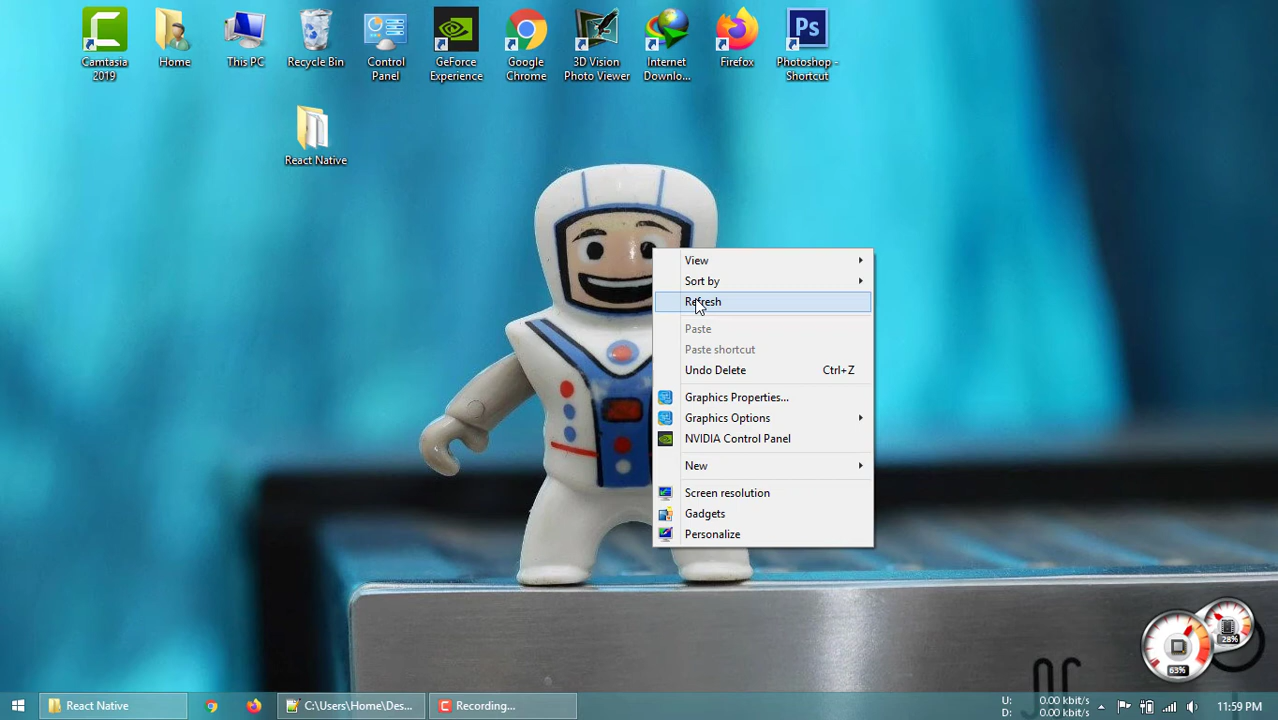 Camtasia
2019
Home
This PC
Recycle Bin
Control
Panel
GeForce
Experience
Google
Chrome
3D Vision
Photo Viewer
Internet
Downlo...
Firefox
Ps
Photoshop -
Shortcut
React Native
View
Sort by
Refresh
Paste
Paste shortcut
Undo Delete Ctrl+Z
Graphics Properties...
Graphics Options
NVIDIA Control Panel
New
Screen resolution
Gadgets
Personalize
28%
63%
React Native
C:\Users\Home\Des...
Recording...
U: 0.00 kbit/s
D: 0.00 kbit/s
11:59 PM